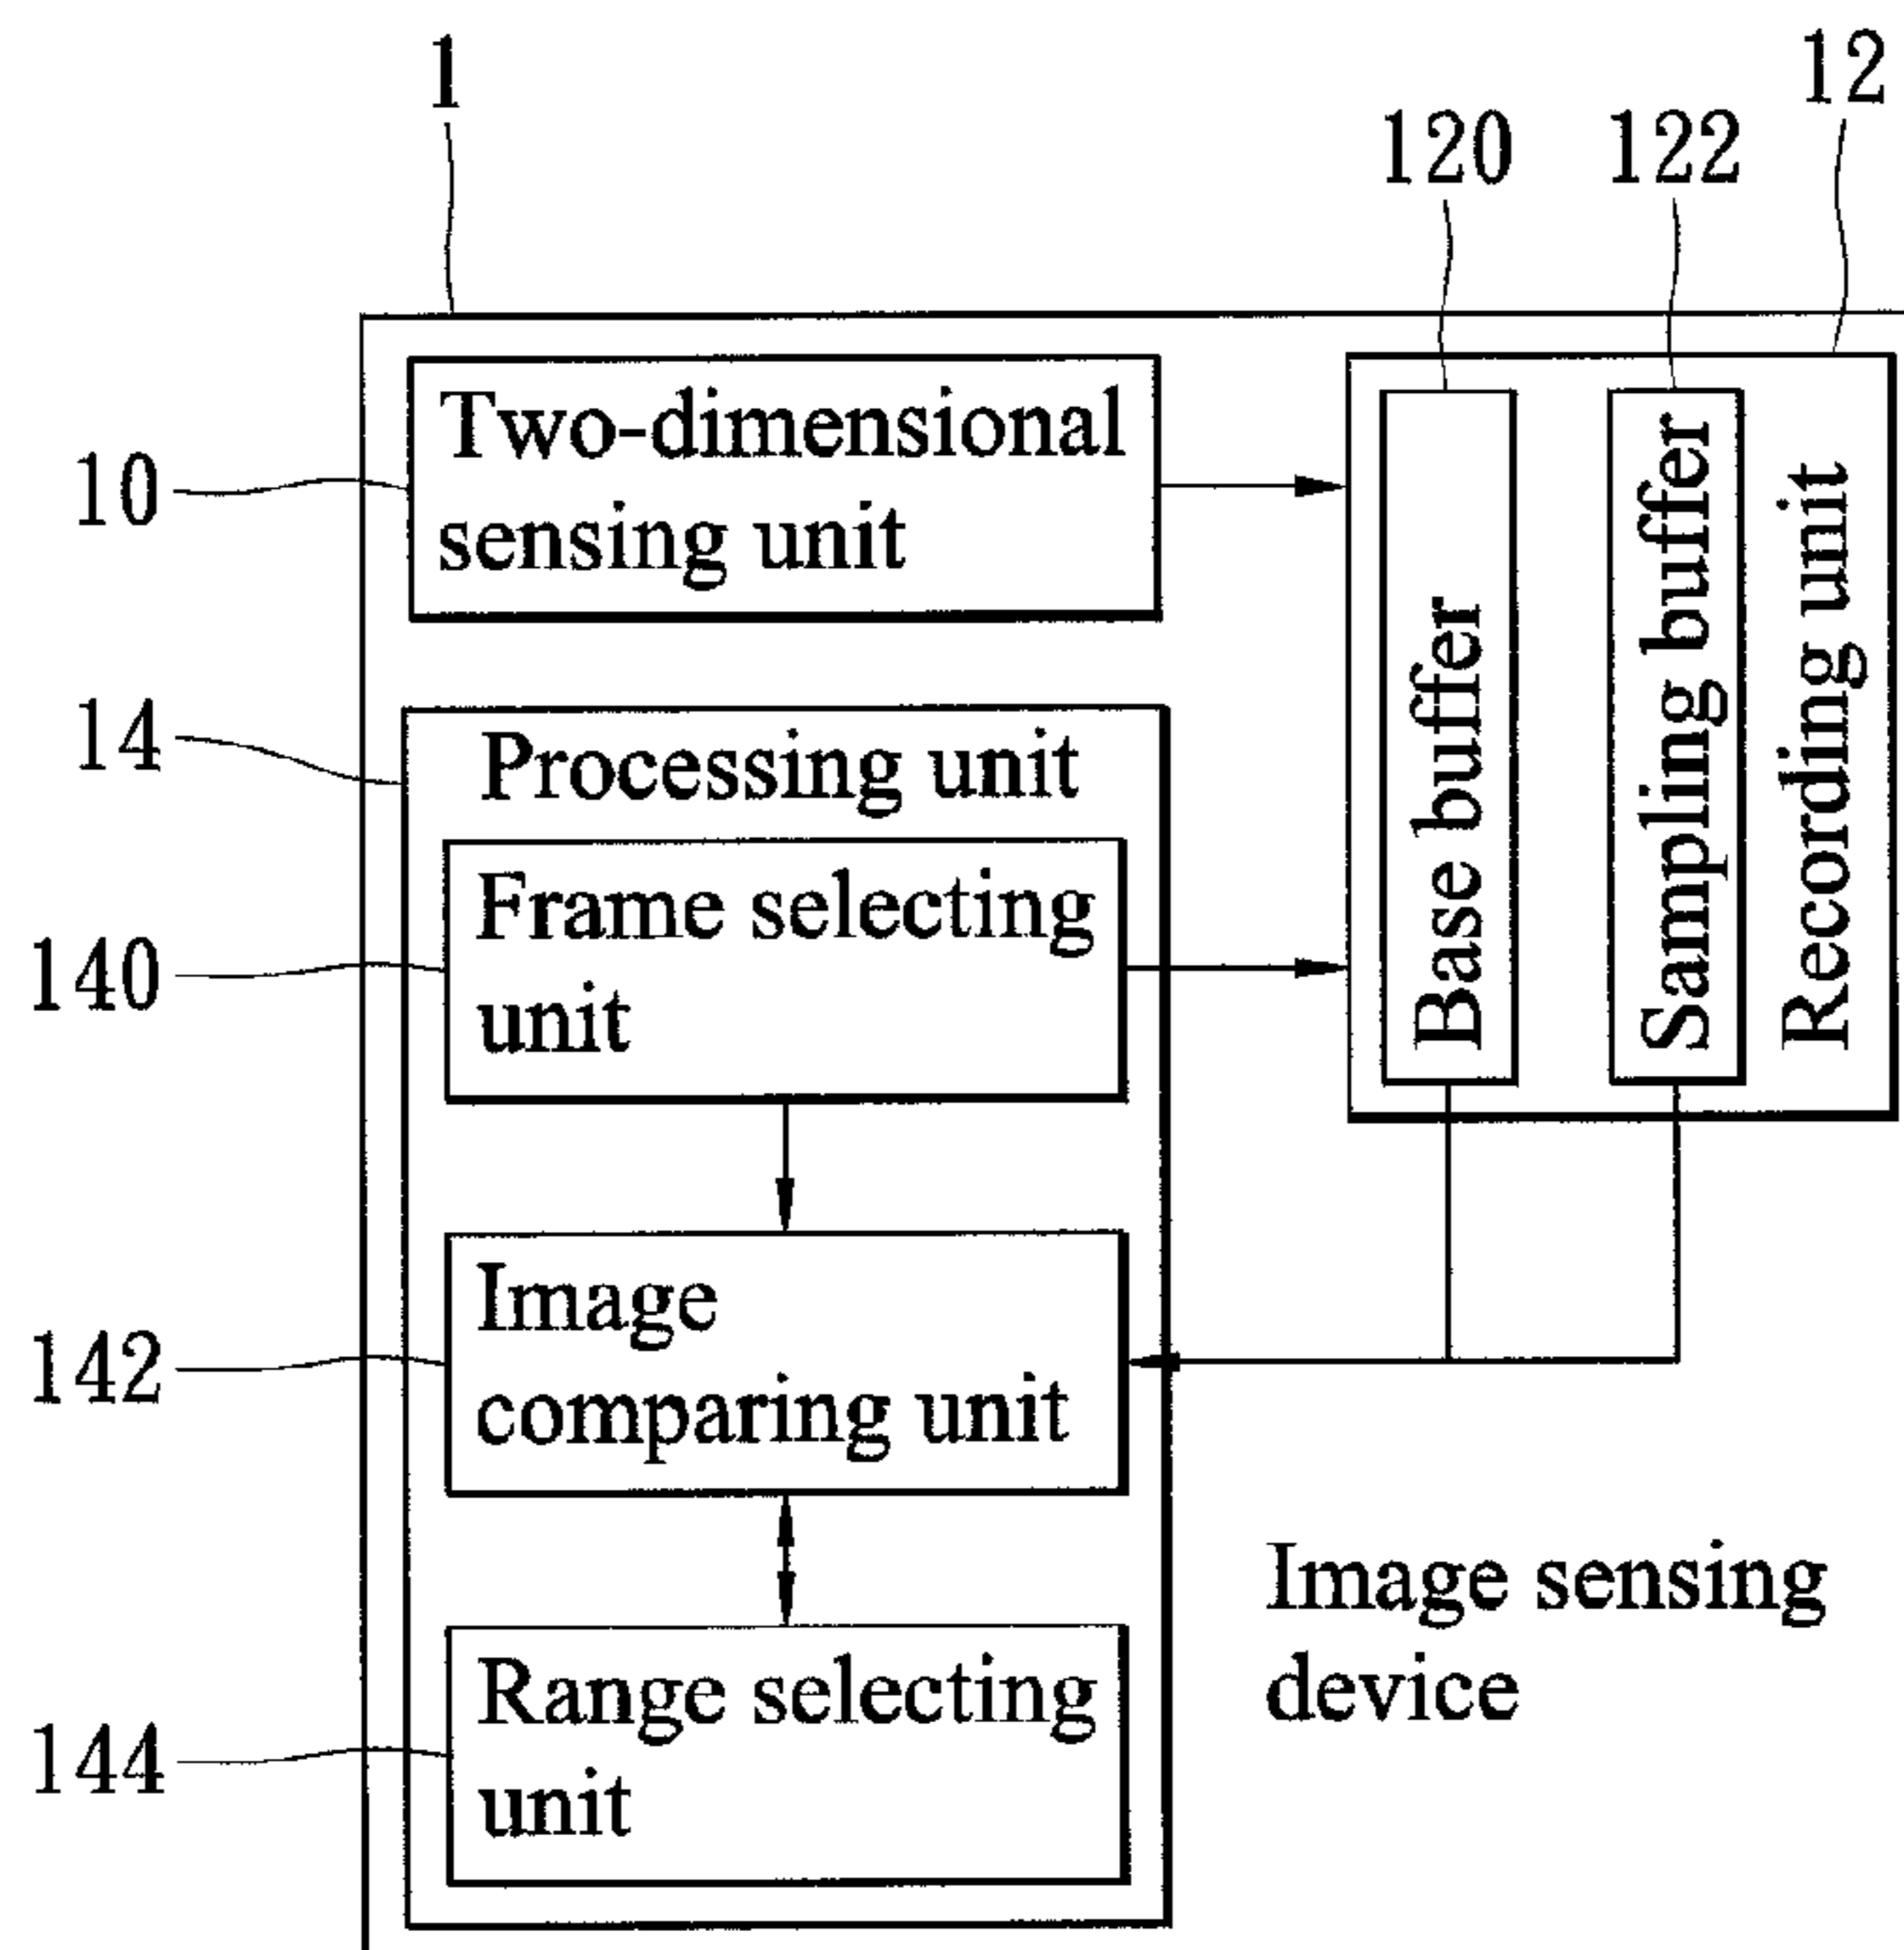 1
12
120
122
Two-dimensional
sensing unit
10
14
Processing unit
Frame selecting
unit
140
Base buffer
Sampling buffer
Recording unit
Image
comparing unit
142
Image sensing
device
Range selecting
unit
144